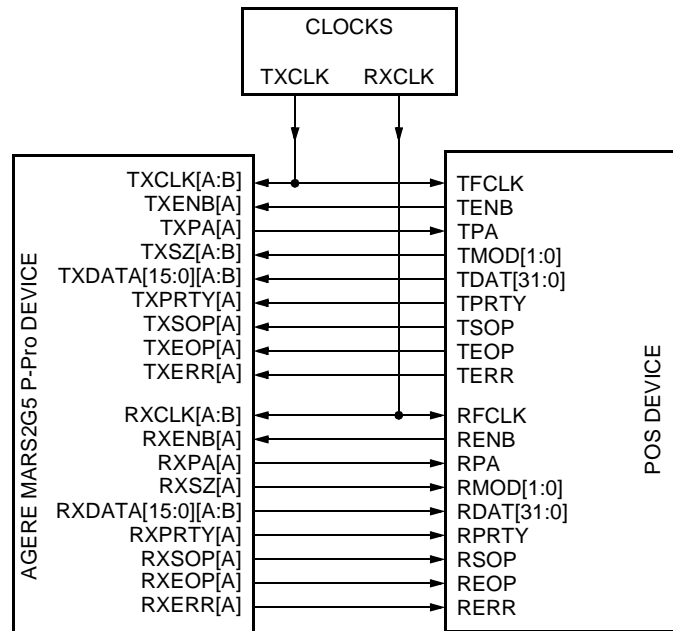 CLOCKS
TXCLK RXCLK
AGERE MARS2G5 P-Pro DEVICE
TXCLK[A:B] TFCLK
TXENB[A] TENB
TXPA[A] TPA
TXSZ[A:B] TMOD[1:0]
TXDATA[15:0][A:B] TDAT[31:0]
TXPRTY[A] TPRTY
TXSOP[A] TSOP
TXEOP[A] TEOP
TXERR[A] TERR
RXCLK[A:B] RFCLK
RXENB[A] RENB
RXPA[A] RPA
RXSZ[A] RMOD[1:0]
RXDATA[15:0][A:B] RDAT[31:0]
RXPRTY[A] RPRTY
RXSOP[A] RSOP
RXEOP[A] REOP
RXERR[A] RERR
POS DEVICE